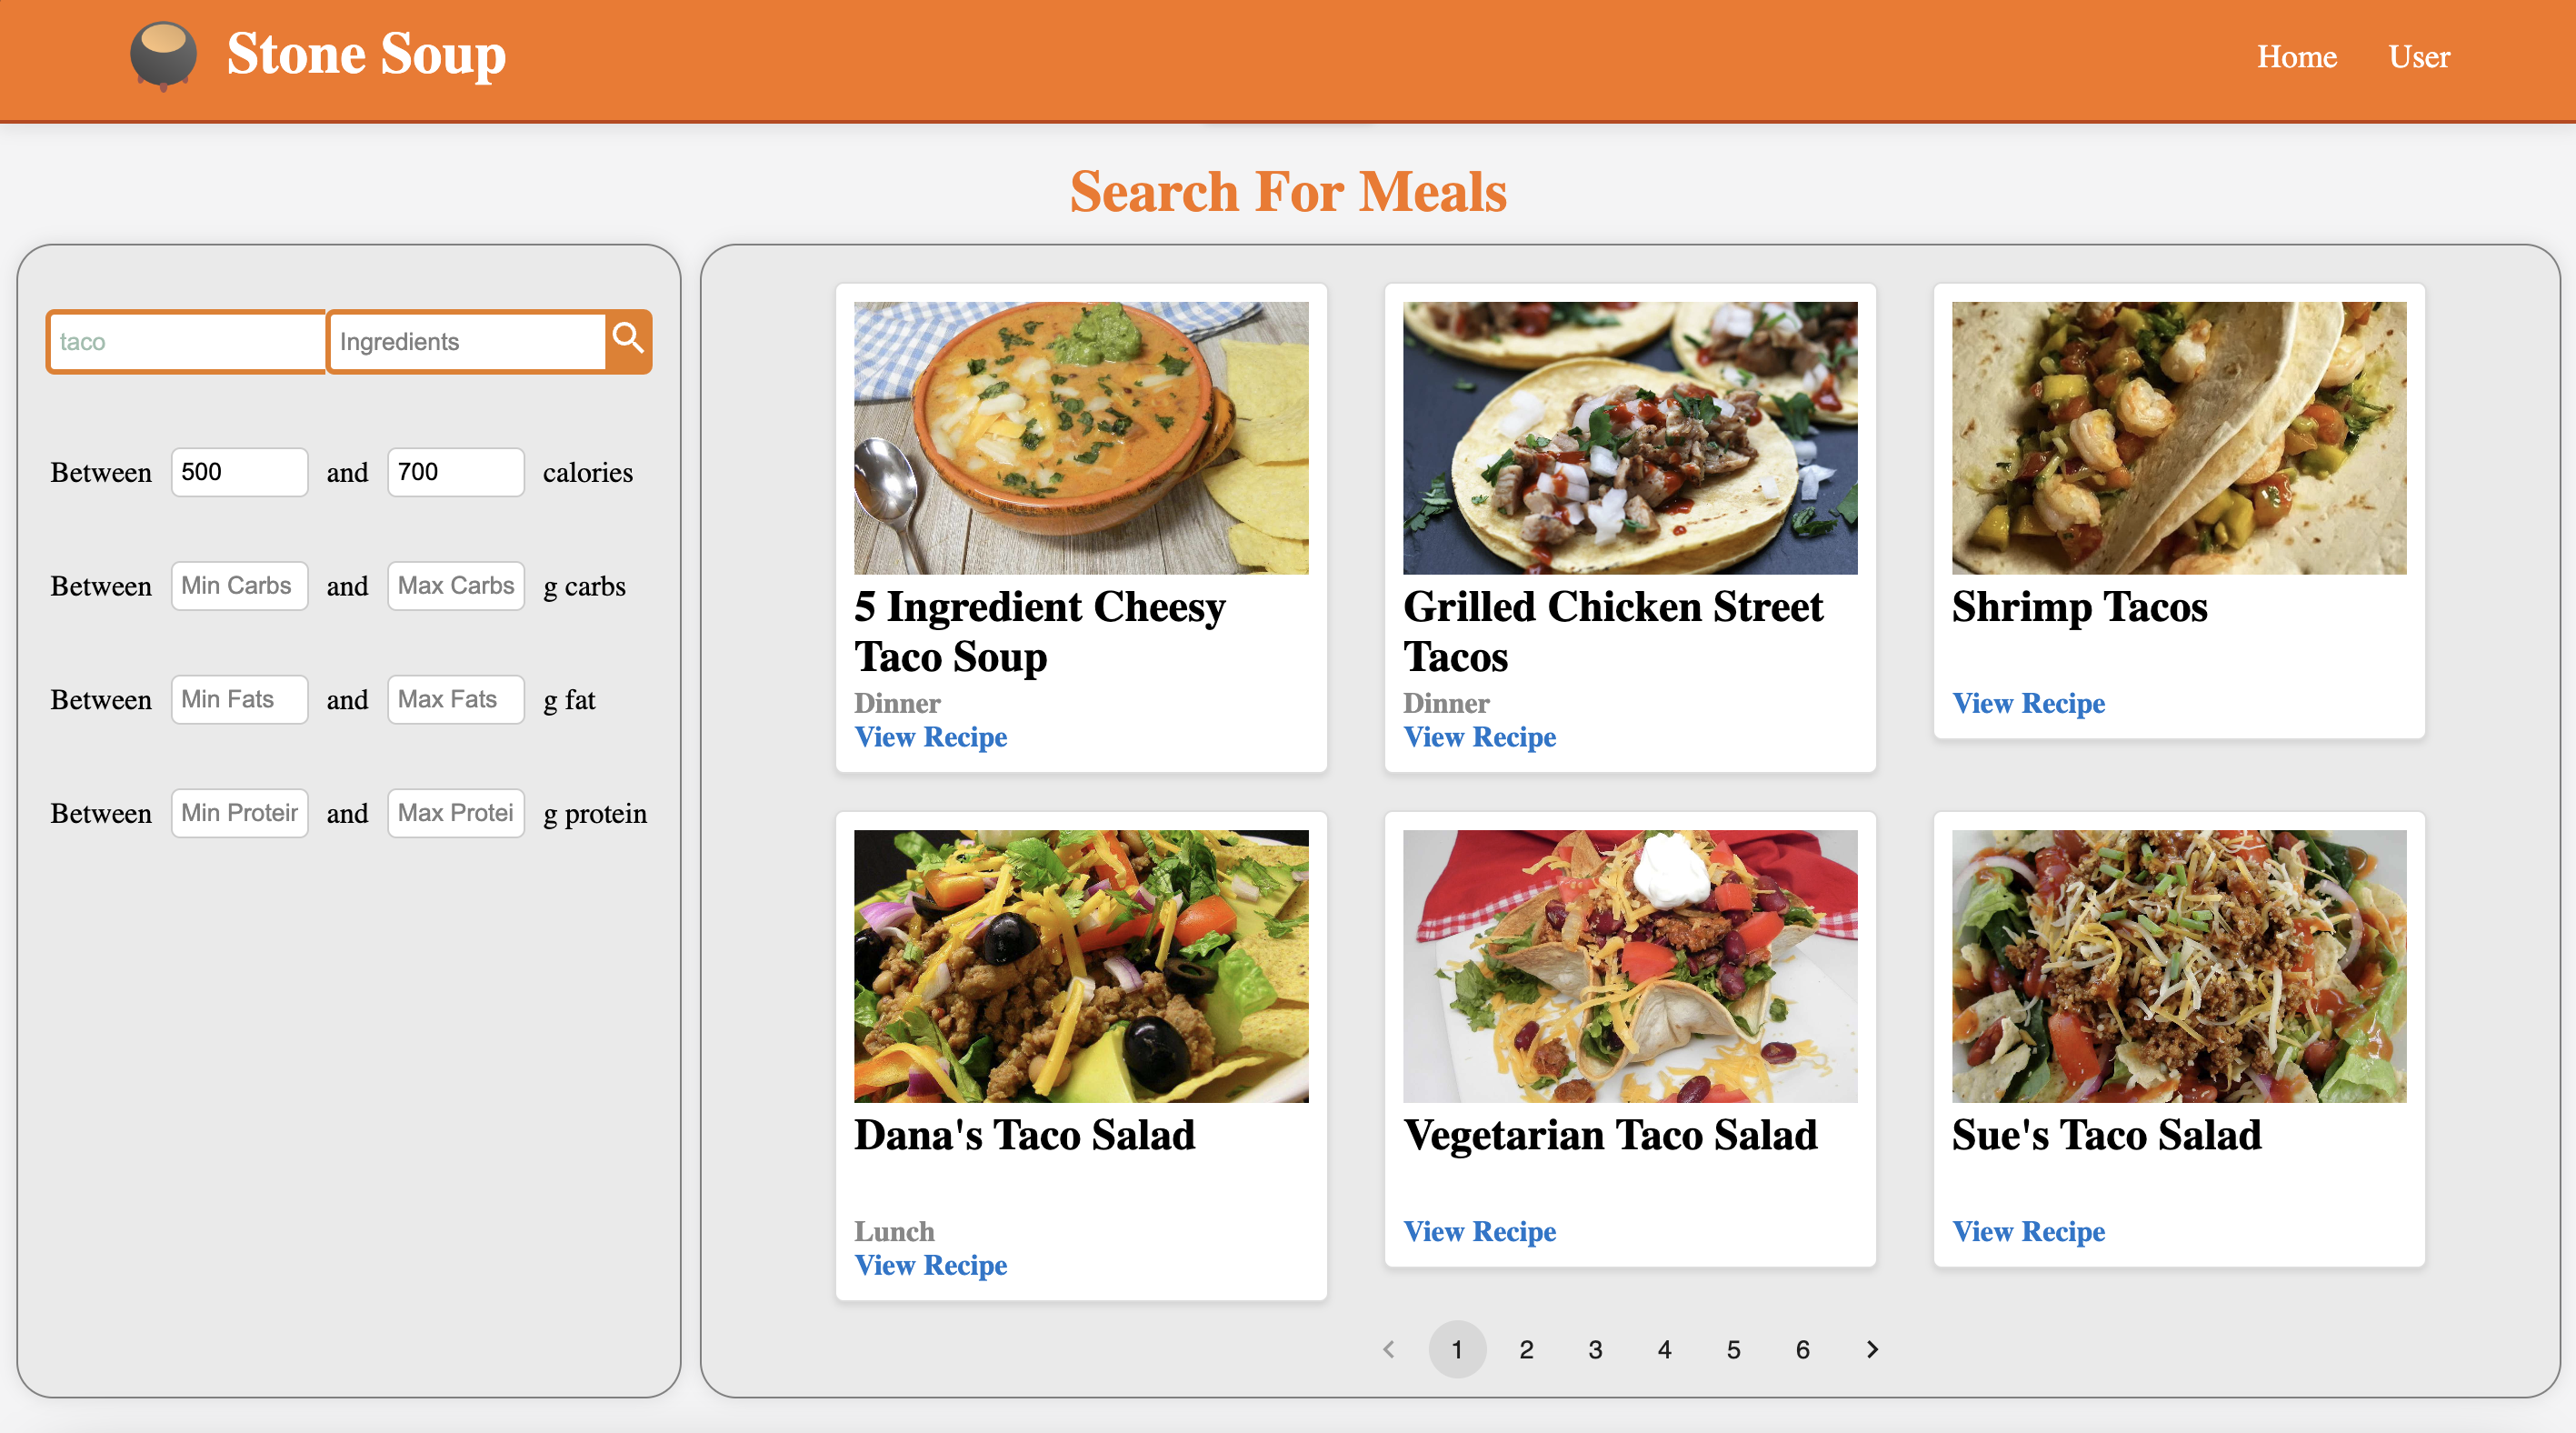 Stone Soup
Home User
Search For Meals
taco Ingredients
Between 500 and 700 calories
Between Min Carbs and Max Carbs g carbs
Between Min Fats and Max Fats g fat
Between Min Protein and Max Protei g protein
5 Ingredient Cheesy
Taco Soup
Dinner
View Recipe
Grilled Chicken Street
Tacos
Dinner
View Recipe
Shrimp Tacos
View Recipe
Dana's Taco Salad
Lunch
View Recipe
Vegetarian Taco Salad
View Recipe
Sue's Taco Salad
View Recipe
1 2 3 4 5 6